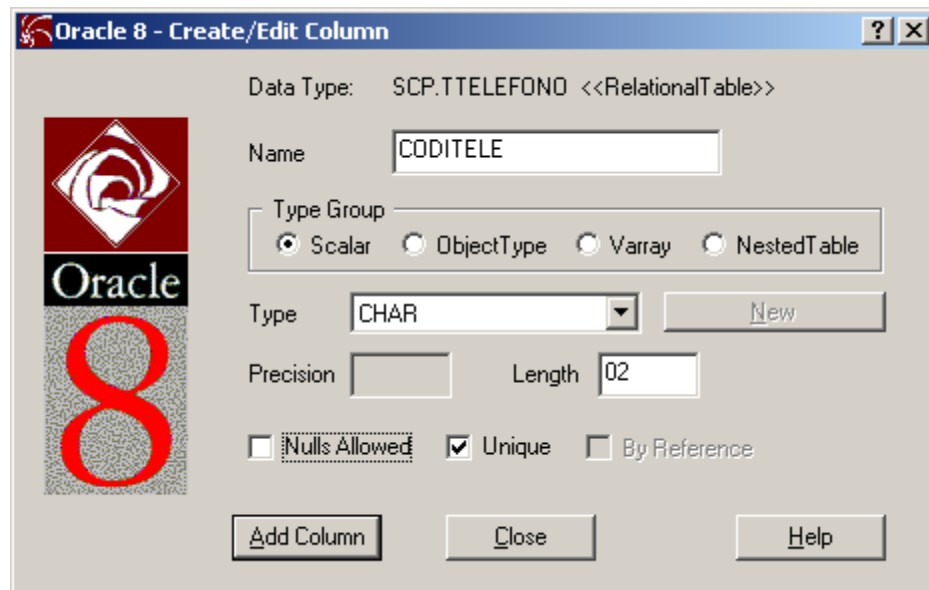 Oracle 8 - Create/Edit Column
Data Type: SCP.TTELEFONO <<RelationalTable>>
Name CODITELE
Type Group
Scalar ObjectType Varray NestedTable
Oracle
8
Type CHAR New
Precision Length 02
Nulls Allowed Unique By Reference
Add Column Close Help